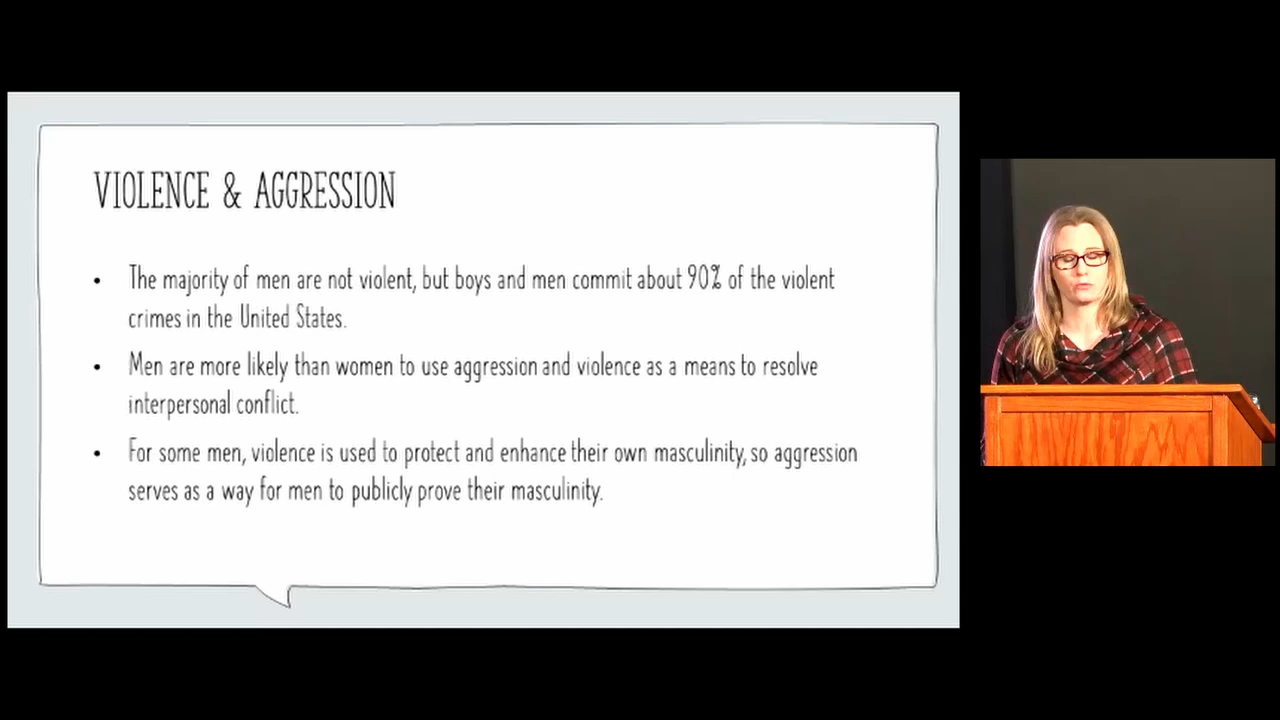 VIOLENCE & AGGRESSION
• The majority of men are not violent, but boys and men commit about 90% of the violent
crimes in the United States.
• Men are more likely than women to use aggression and violence as a means to resolve
interpersonal conflict.
• For some men, violence is used to protect and enhance their own masculinity, so aggression
serves as a way for men to publicly prove their masculinity.